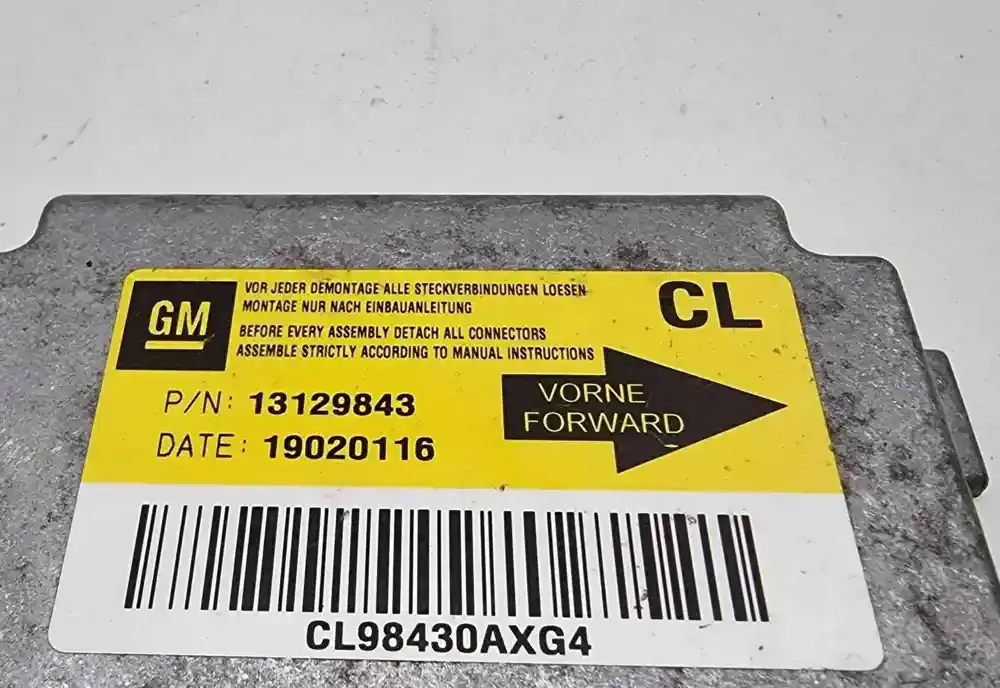 GM
VOR JEDER DEMONTAGE ALLE STECKVERBINDUNGEN LOESEN
MONTAGE NUR NACH EINBAUANLEITUNG
BEFORE EVERY ASSEMBLY DETACH ALL CONNECTORS
ASSEMBLE STRICTLY ACCORDING TO MANUAL INSTRUCTIONS
CL
P/N: 13129843
DATE: 19020116
VORNE
FORWARD
CL98430AXG4